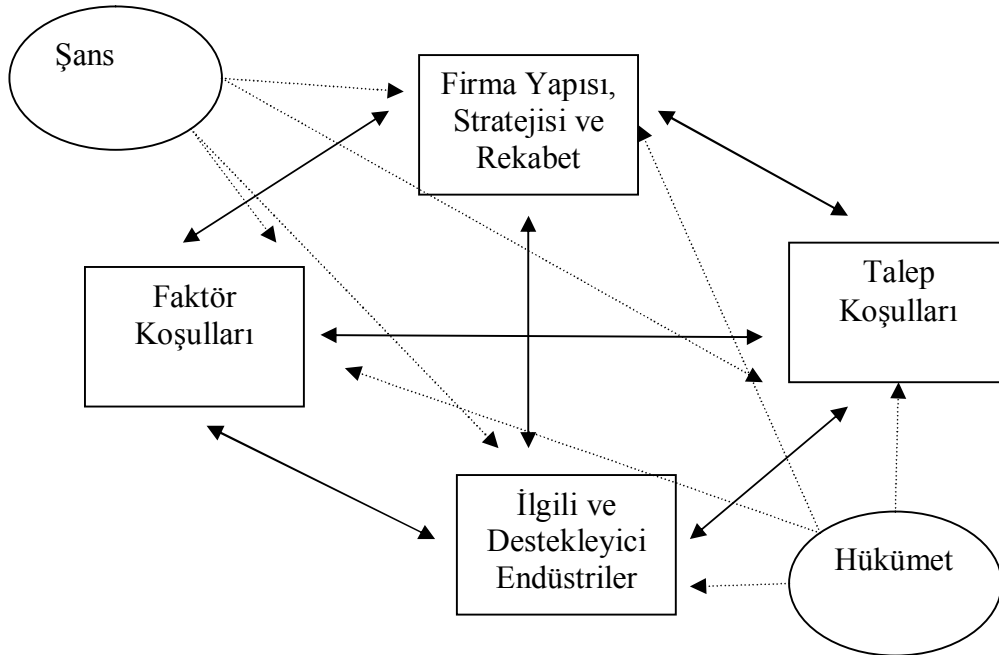 Şans
Firma Yapısı,
Stratejisi ve
Rekabet
Faktör
Koşulları
Talep
Koşulları
İlgili ve
Destekleyici
Endüstriler
Hükümet